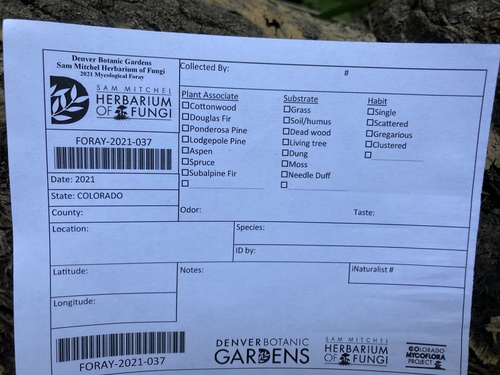 Denver Botanic Gardens
Sam Mitchel Herbarium of Fungi
2021 Mycological Foray
SAM MITCHEL
HERBARIUM
OF FUNGI
FORAY-2021-037
Date: 2021
State: COLORADO
County:
Collected By:
#
Plant Associate
Cottonwood
Douglas Fir
Ponderosa Pine
Lodgepole Pine
Aspen
Spruce
Subalpine Fir
Substrate
Grass
Soil/humus
Dead wood
Living tree
Dung
Moss
Needle Duff
Habit
Single
Scattered
Gregarious
Clustered
Odor:
Taste:
Location:
Species:
ID by:
Latitude:
Longitude:
Notes:
iNaturalist #
FORAY-2021-037
DENVER BOTANIC
GARDENS
SAM MITCHEL
HERBARIUM
OF FUNGI
COLORADO
MYCOFLORA
PROJECT